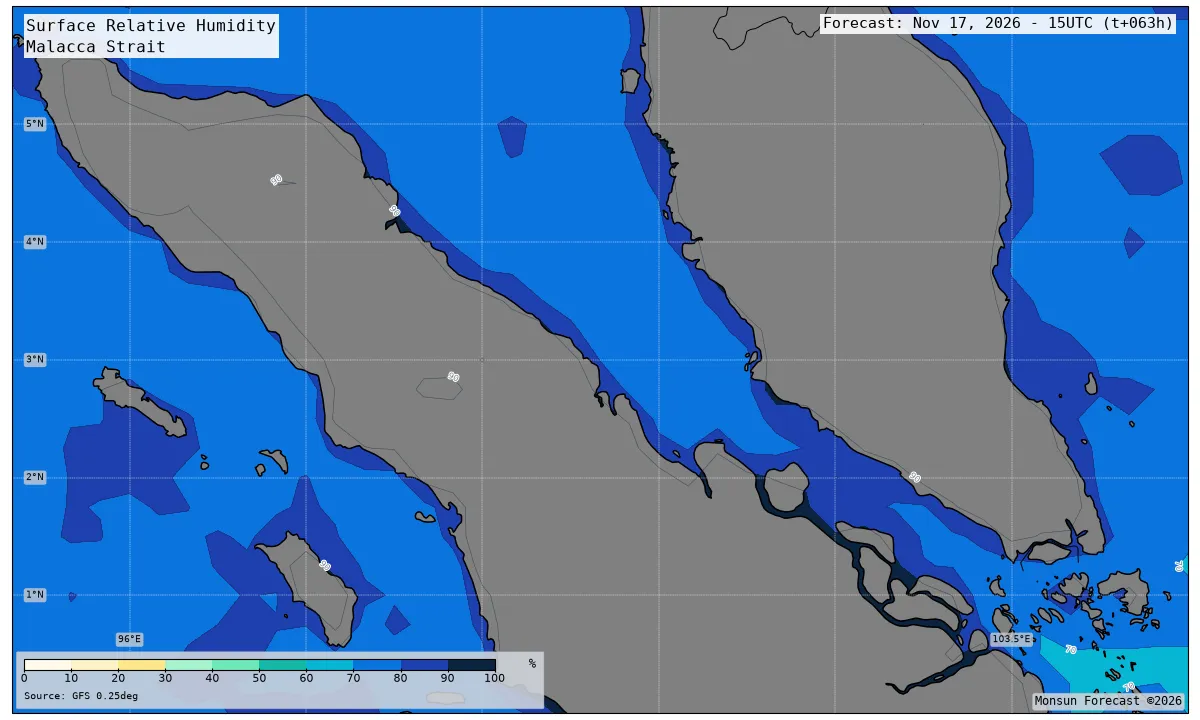 Surface Relative Humidity
Malacca Strait
Forecast: Nov 17, 2026 - 15UTC (t+063h)
5°N
90
90
4°N
3°N
90
2°N
90
90
70
1°N
96°E
103.5°E
70
70
%
0 10 20 30 40 50 60 70 80 90 100
Source: GFS 0.25deg
Monsun Forecast ©2026